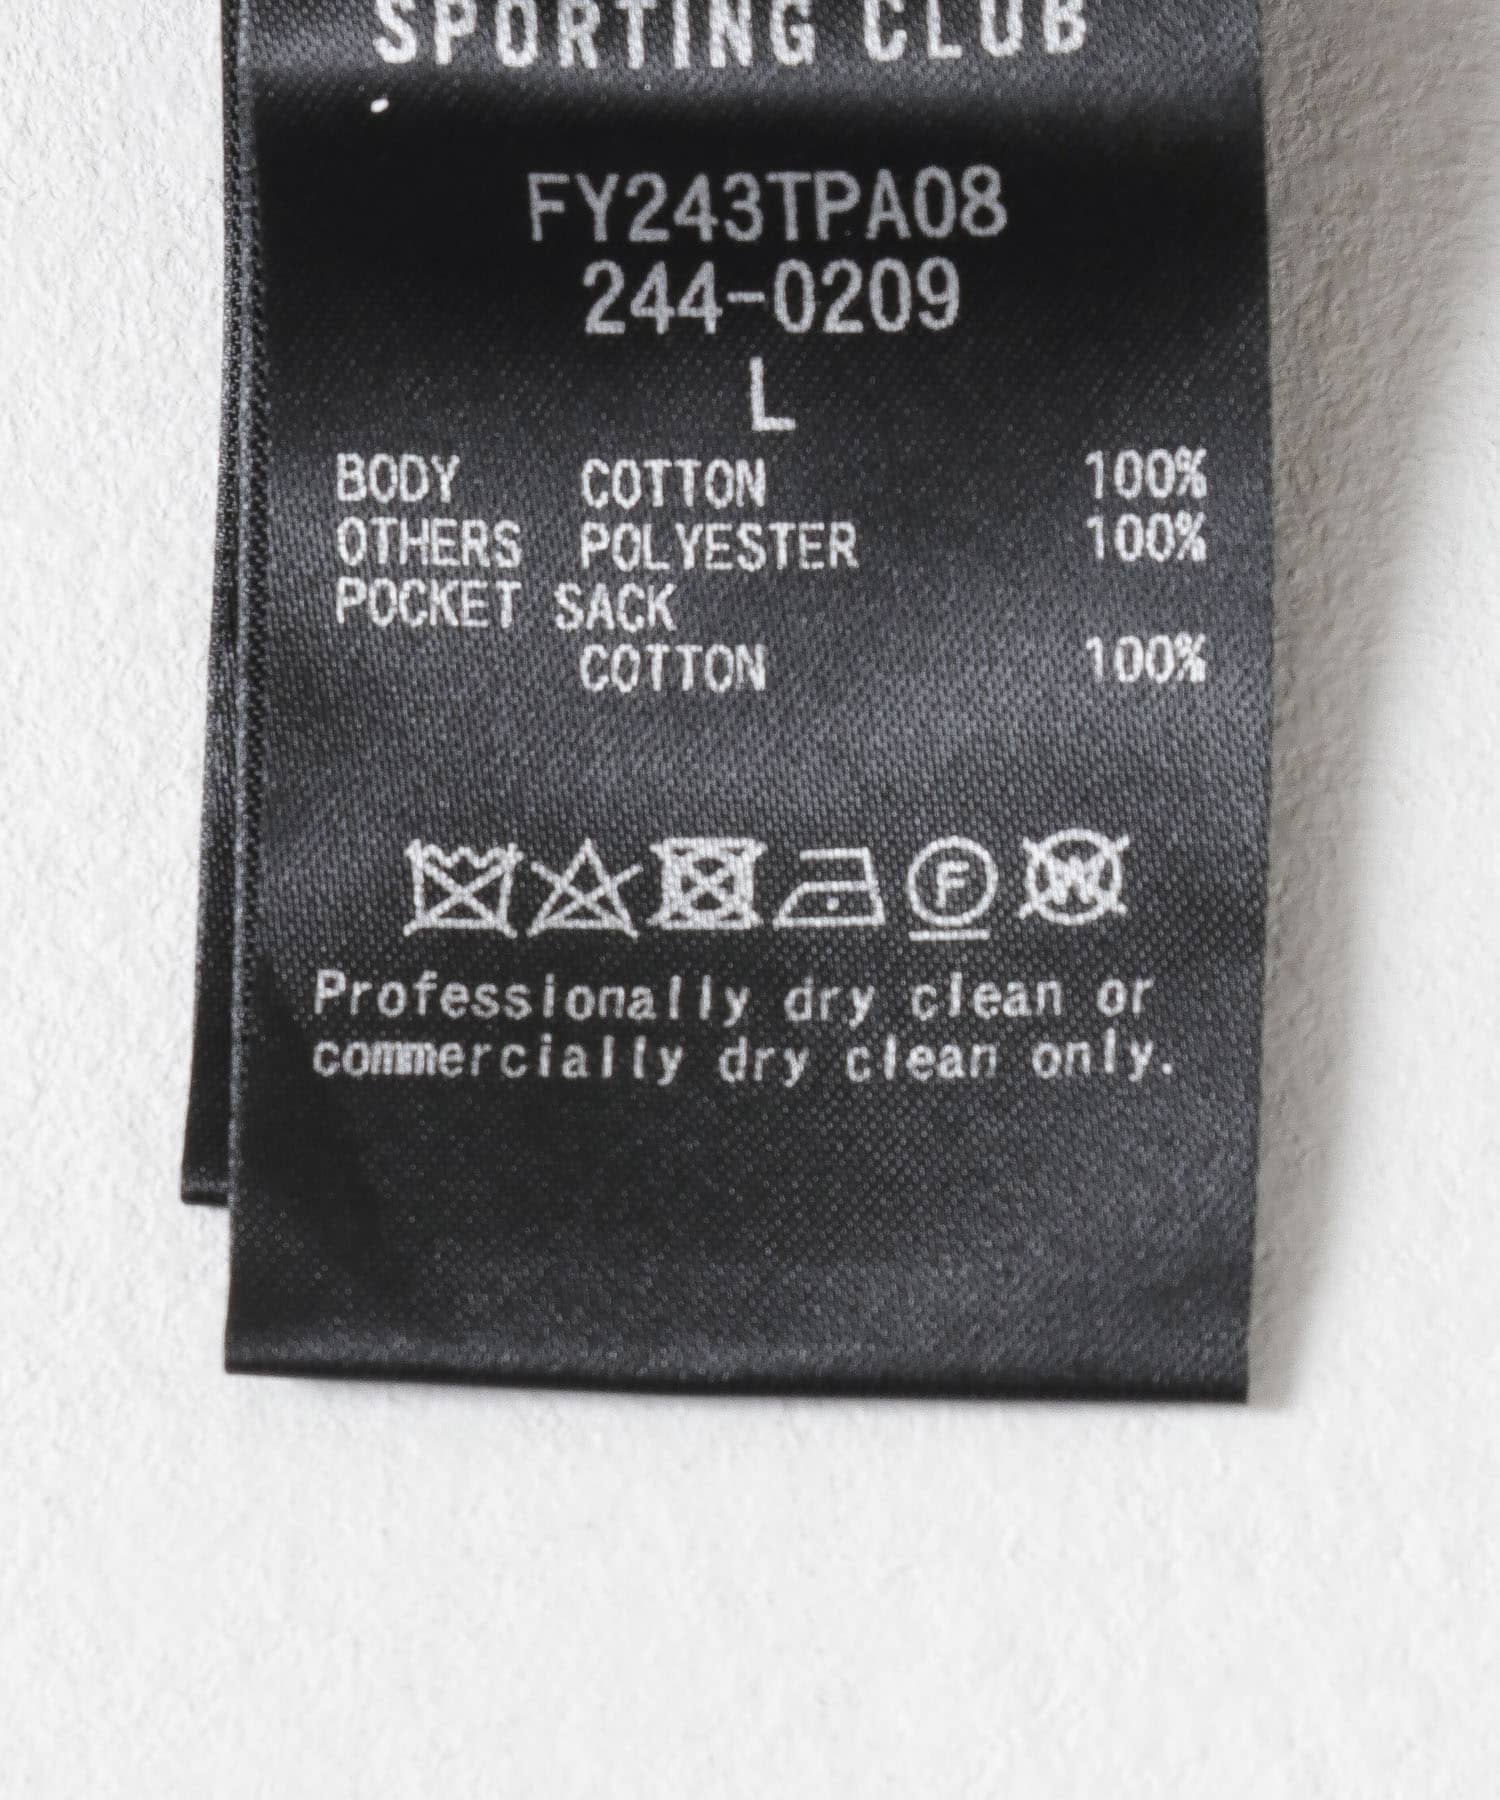 SPORTING CLUB
FY243TPA08
244-0209
L
BODY COTTON 100%
OTHERS POLYESTER 100%
POCKET SACK
COTTON 100%
F W
Professionally dry clean or
commercially dry clean only.